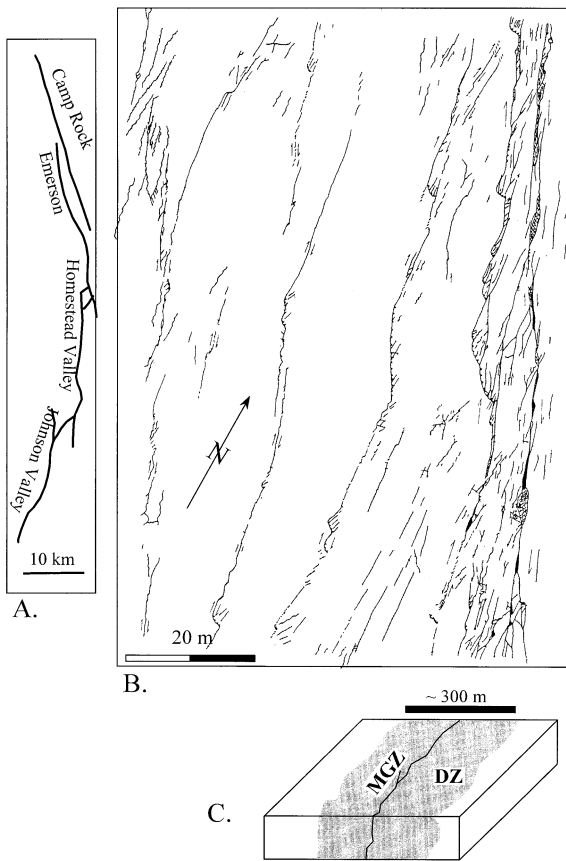 Camp Rock
Emerson
Homestead Valley
Johnson Valley
10 km
A.
N
20 m
B.
~ 300 m
MGZ
DZ
C.